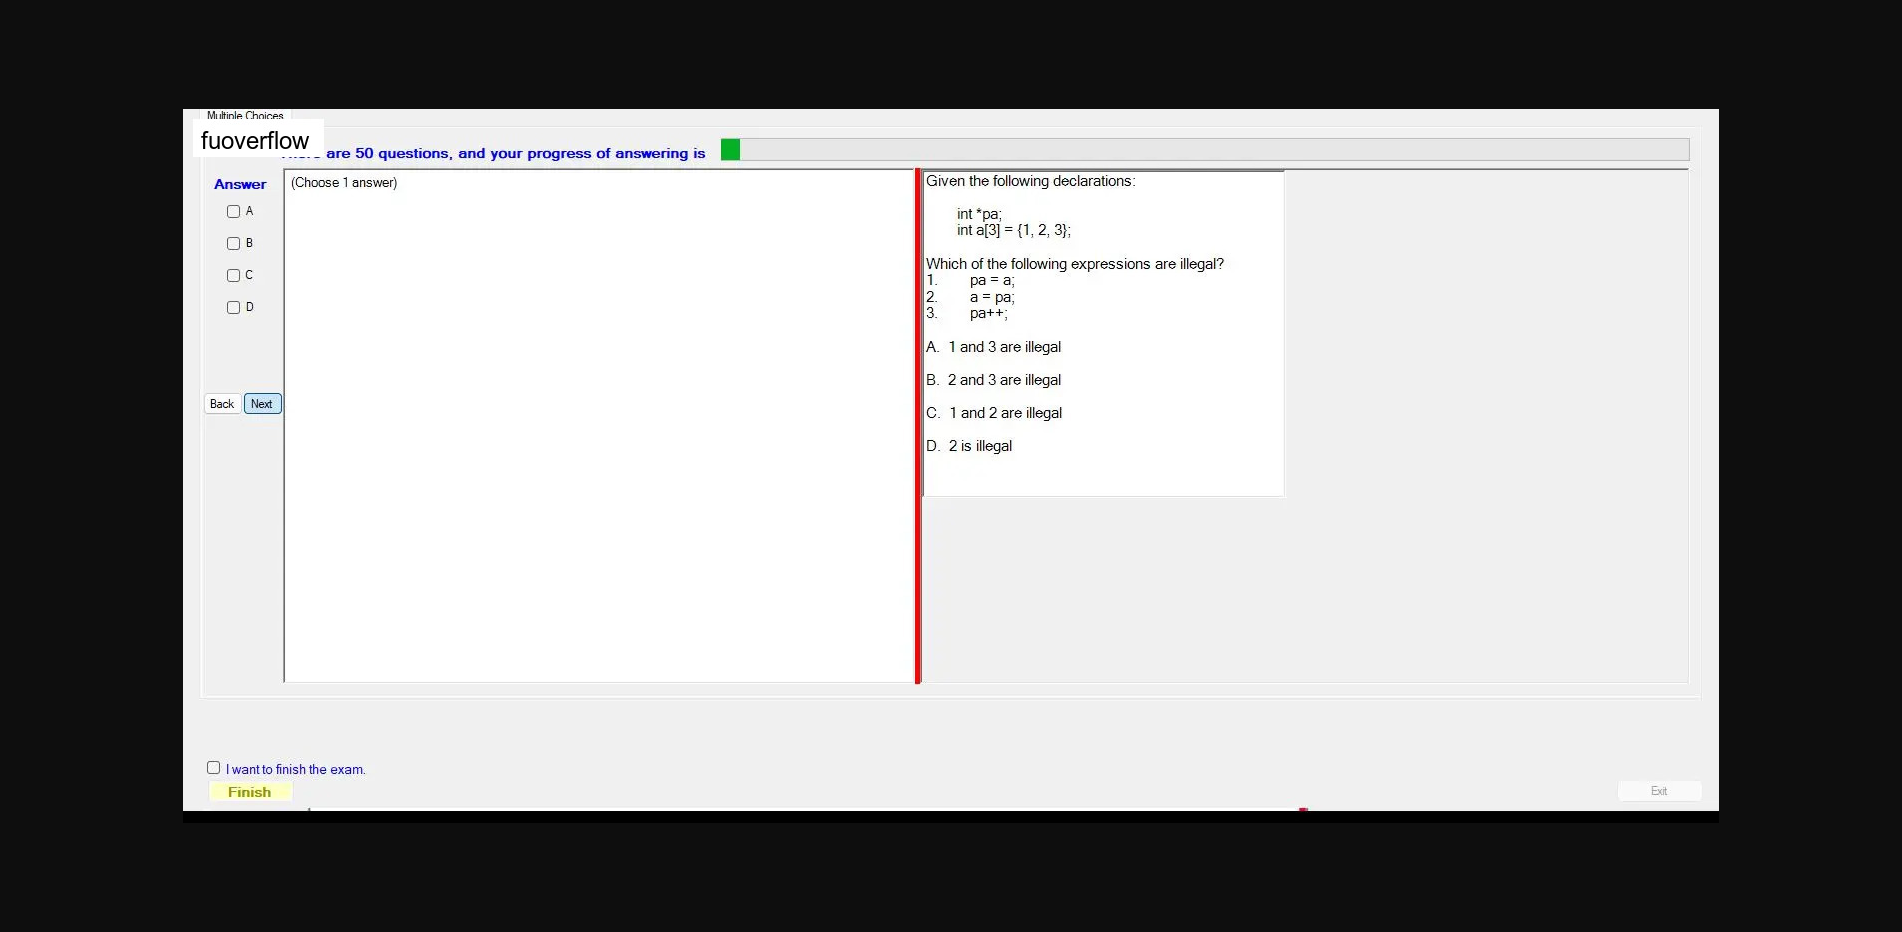 Multiple Choices
fuoverflow
are 50 questions, and your progress of answering is
Answer
(Choose 1 answer)
A
B
C
D
Back
Next
Given the following declarations:
int *pa;
int a[3] = {1, 2, 3};
Which of the following expressions are illegal?
1. pa = a;
2. a = pa;
3. pa++;
A. 1 and 3 are illegal
B. 2 and 3 are illegal
C. 1 and 2 are illegal
D. 2 is illegal
I want to finish the exam.
Finish
Exit